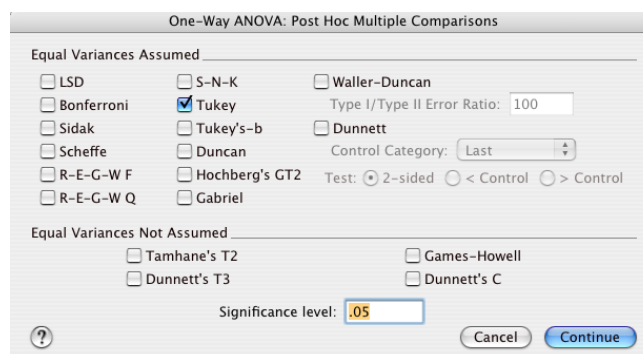 One-Way ANOVA: Post Hoc Multiple Comparisons
Equal Variances Assumed
LSD S-N-K Waller-Duncan
Bonferroni Tukey Type I/Type II Error Ratio: 100
Sidak Tukey's-b Dunnett
Scheffe Duncan Control Category: Last
R-E-G-W F Hochberg's GT2 Test: 2-sided < Control > Control
R-E-G-W Q Gabriel
Equal Variances Not Assumed
Tamhane's T2 Games-Howell
Dunnett's T3 Dunnett's C
Significance level: .05
? Cancel Continue